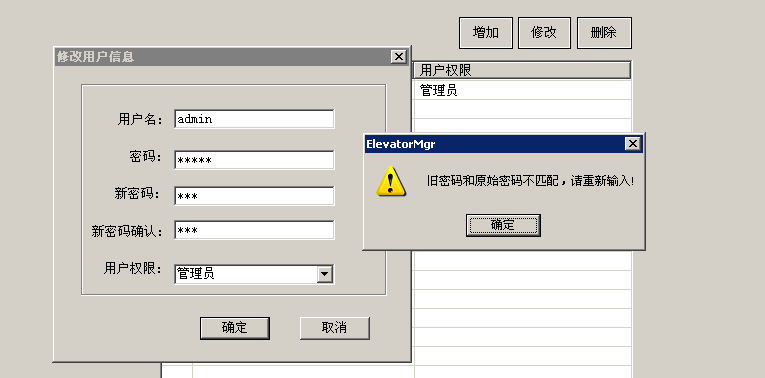 增加 修改 删除
修改用户信息
用户权限
管理员
用户名： admin
密码： *****
新密码： ***
新密码确认： ***
用户权限： 管理员
确定 取消
ElevatorMgr
旧密码和原始密码不匹配，请重新输入!
确定